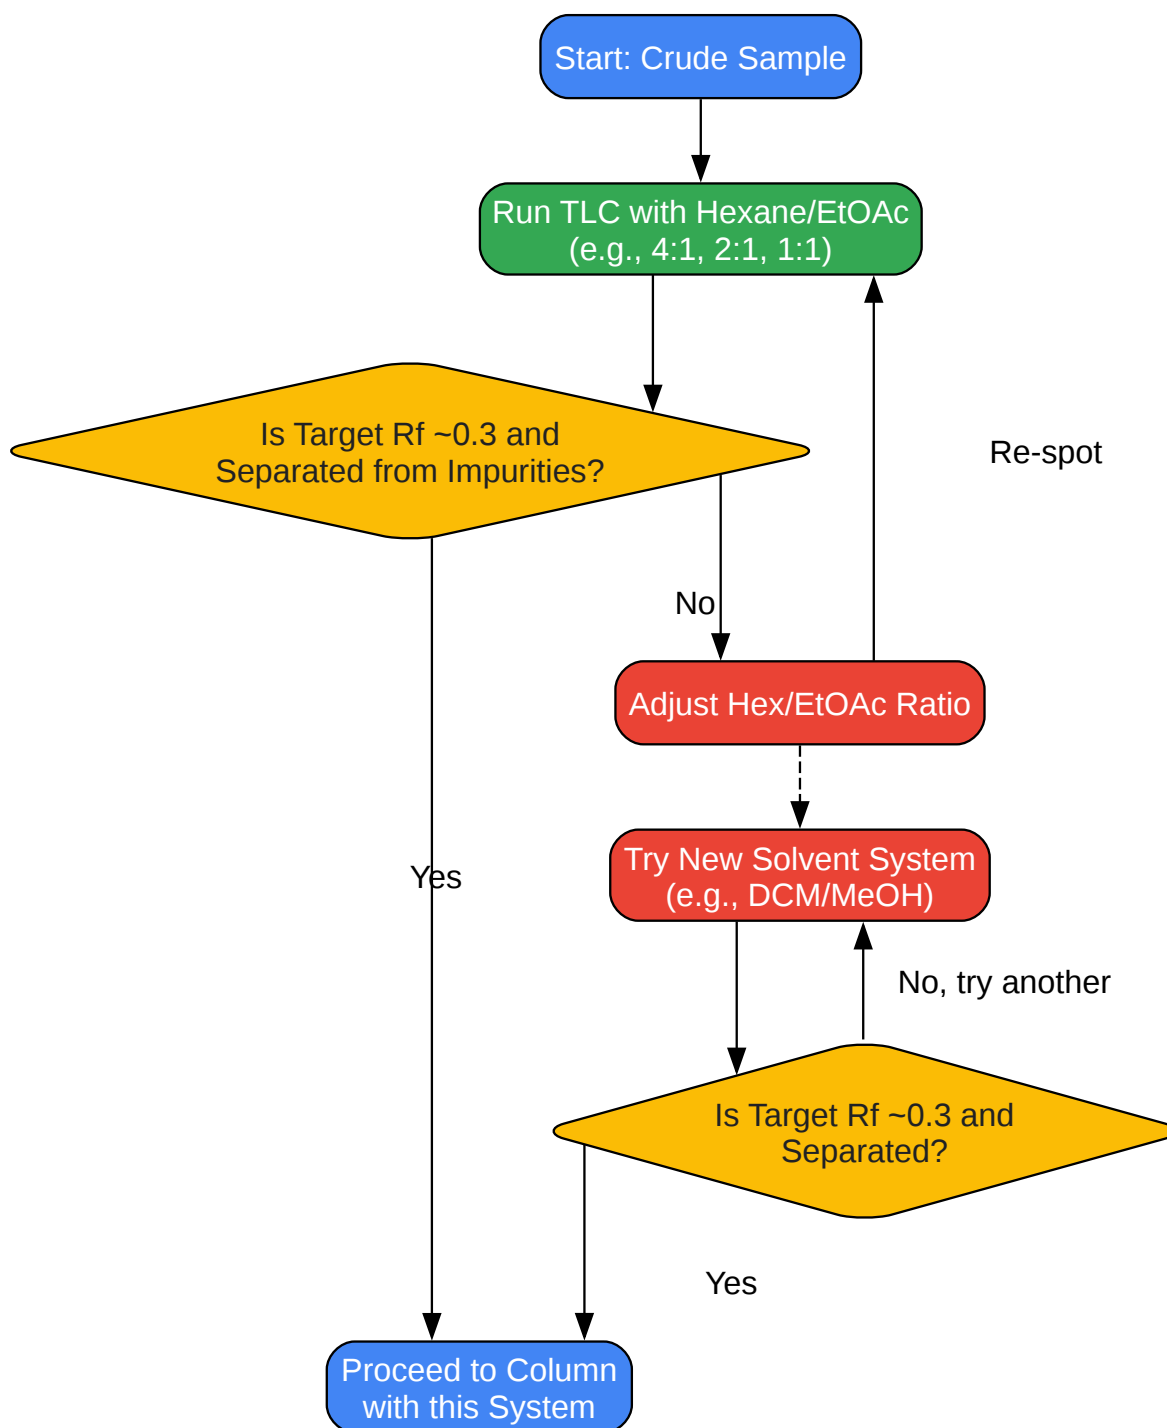 Start: Crude Sample
Run TLC with Hexane/EtOAc
(e.g., 4:1, 2:1, 1:1)
Is Target Rf ~0.3 and
Separated from Impurities?
Re-spot
No
Adjust Hex/EtOAc Ratio
Try New Solvent System
(e.g., DCM/MeOH)
Yes
No, try another
Is Target Rf ~0.3 and
Separated?
Yes
Proceed to Column
with this System